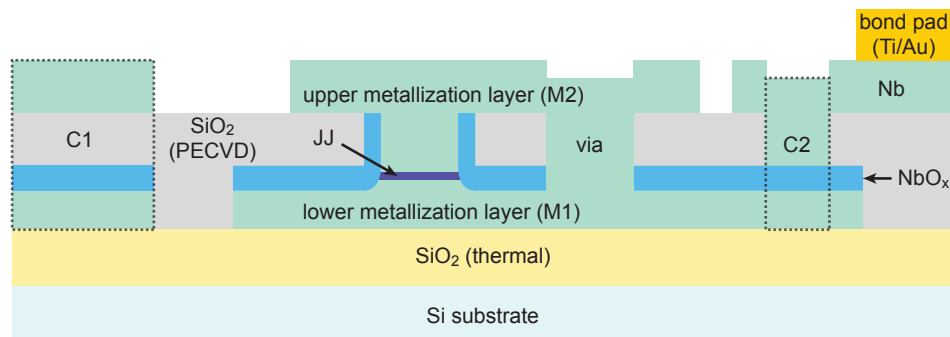 bond pad
(Ti/Au)
upper metallization layer (M2)
Nb
C1
SiO₂
(PECVD)
JJ
via
C2
NbOₓ
lower metallization layer (M1)
SiO₂ (thermal)
Si substrate